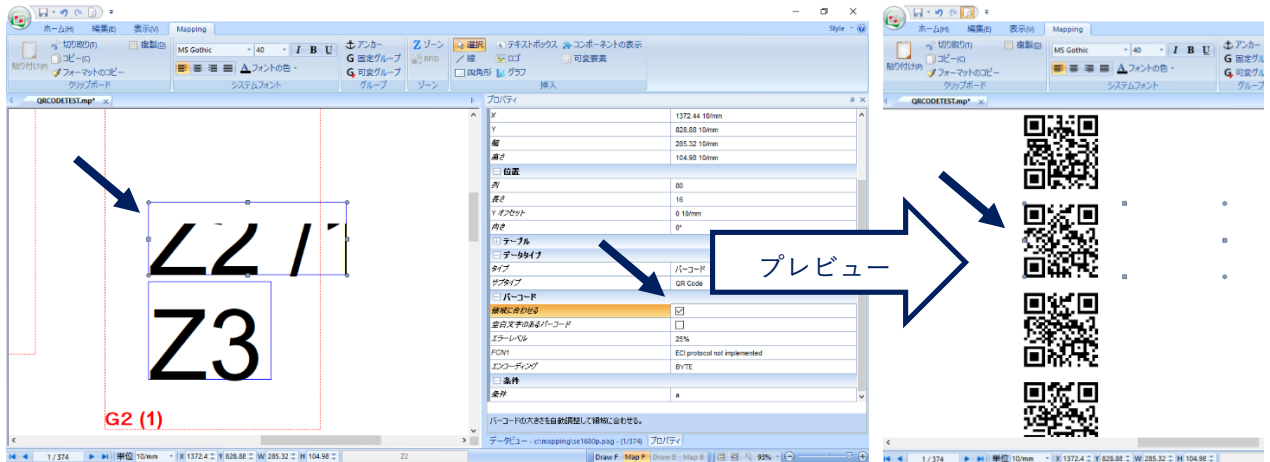 ホーム(H) 編集(E) 表示(V) Mapping Style
貼り付け(P)
切り取り(T)
コピー(C)
フォーマットのコピー
複製(D)
クリップボード
MS Gothic 40 I B U
フォントの色
システムフォント
アンカー
G 固定グループ
G 可変グループ
グループ
Z ゾーン
RFID
ゾーン
選択 テキストボックス コンポーネントの表示
線 ロゴ 可変要素
四角形 グラフ
挿入
QRCODETEST.mp*
Z2 / 1
Z3
G2 (1)
プロパティ
X 1372.44 10/mm
Y 828.88 10/mm
幅 285.32 10/mm
高さ 104.98 10/mm
位置
列 80
長さ 16
Y オフセット 0 10/mm
向き 0°
テーブル
データタイプ
タイプ バーコード
サブタイプ QR Code
バーコード
領域に合わせる
空白文字のあるバーコード
エラーレベル 25%
FCN1 ECI protocol not implemented
エンコーディング BYTE
条件
条件 a
バーコードの大きさを自動調整して領域に合わせる。
データビュー - c:\mapping\se1680p.pag - (1/374) プロパティ
1 / 374 単位 10/mm X 1372.4 Y 828.88 W 285.32 H 104.98 Z2 Draw F Map F Draw B Map B 93%
プレビュー
ホーム(H) 編集(E) 表示(V) Mapping
貼り付け(P)
切り取り(T)
コピー(C)
フォーマットのコピー
複製(D)
クリップボード
MS Gothic 40 I B U
フォントの色
システムフォント
アンカー
G 固定グル
G 可変グル
グループ
QRCODETEST.mp*
1 / 374 単位 10/mm X 1372.4 Y 828.88 W 285.32 H 104.98